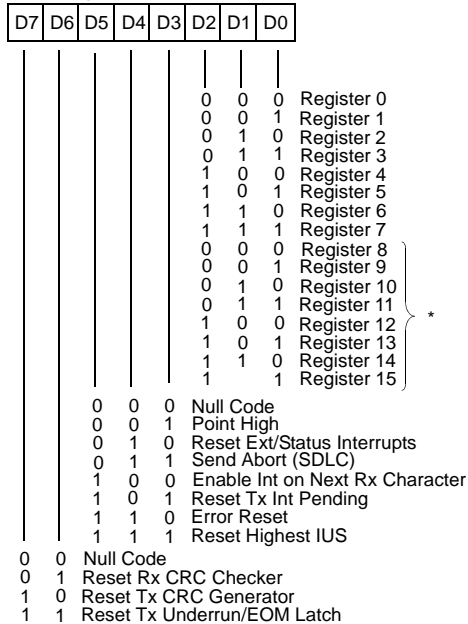 D7 D6 D5 D4 D3 D2 D1 D0
0 0 0 Register 0
0 0 1 Register 1
0 1 0 Register 2
0 1 1 Register 3
1 0 0 Register 4
1 0 1 Register 5
1 1 0 Register 6
1 1 1 Register 7
0 0 0 Register 8
0 0 1 Register 9
0 1 0 Register 10
0 1 1 Register 11
1 0 0 Register 12 *
1 0 1 Register 13
1 1 0 Register 14
1 1 Register 15
0 0 0 Null Code
0 0 1 Point High
0 1 0 Reset Ext/Status Interrupts
0 1 1 Send Abort (SDLC)
1 0 0 Enable Int on Next Rx Character
1 0 1 Reset Tx Int Pending
1 1 0 Error Reset
1 1 1 Reset Highest IUS
0 0 Null Code
0 1 Reset Rx CRC Checker
1 0 Reset Tx CRC Generator
1 1 Reset Tx Underrun/EOM Latch